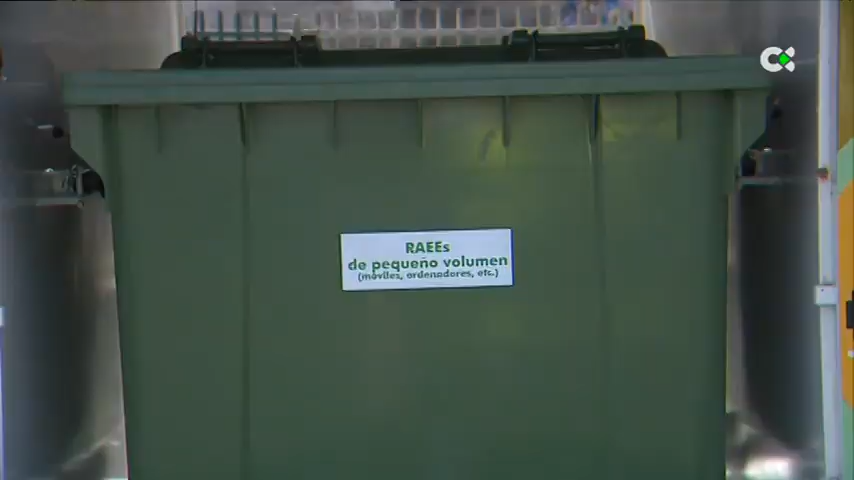 RAEEs
de pequeño volumen
(móviles, ordenadores, etc.)